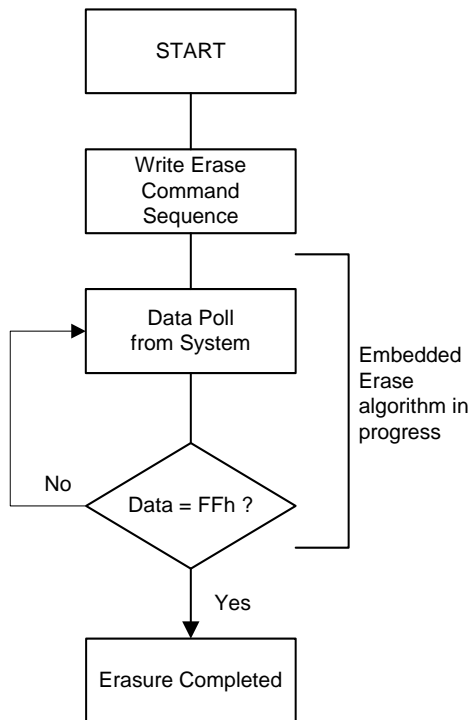 START
Write Erase
Command
Sequence
Data Poll
from System
Embedded
Erase
algorithm in
progress
No
Data = FFh ?
Yes
Erasure Completed